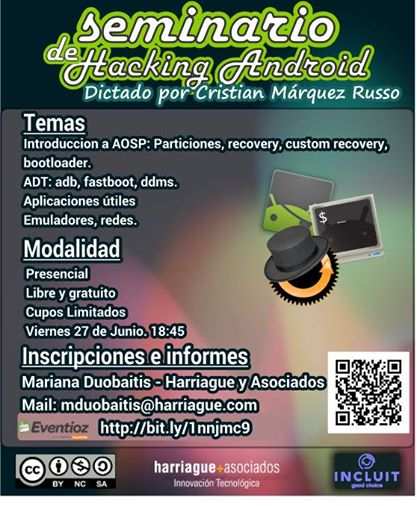 seminario
de Hacking Android
Dictado por Cristian Márquez Russo
Temas
Introduccion a AOSP: Particiones, recovery, custom recovery,
bootloader.
ADT: adb, fastboot, ddms.
Aplicaciones útiles
Emuladores, redes.
$
Modalidad
Presencial
Libre y gratuito
Cupos Limitados
Viernes 27 de Junio. 18:45
Inscripciones e informes
Mariana Duobaitis - Harriague y Asociados
Mail: mduobaitis@harriague.com
Eventioz http://bit.ly/1nnjmc9
cc BY NC SA
harriague+asociados
Innovación Tecnológica
INCLUIT
good choice